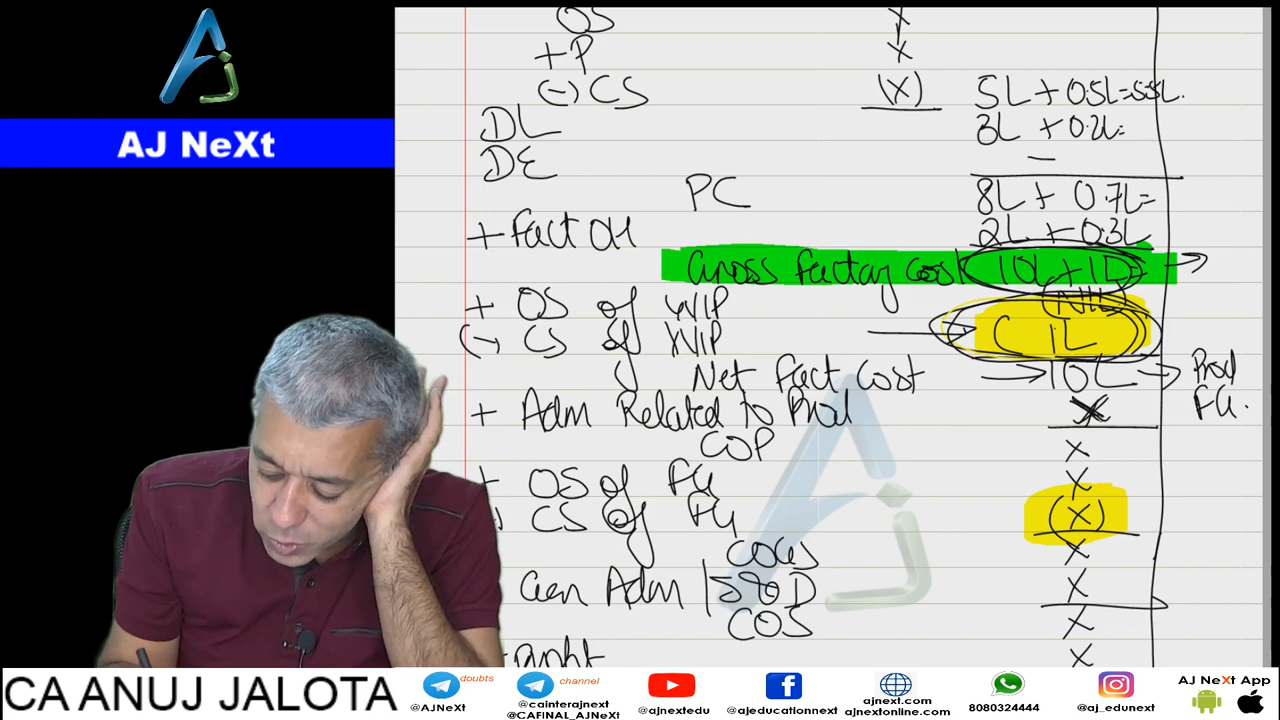 OS x
+P x
(-) CS (x) 5L + 0.5L=5.5L.
DL 3L + 0.2L=
DE —
PC 8L + 0.7L=
+ Fact OH 2L + 0.3L
Gross Factory Cost 10L + 1L= →
+ OS of WIP (Nil)
(-) CS of WIP ( 1L
Net Fact Cost → 10L → Prod
FG.
+ Adm Related to Prod x
COP x
+ OS of FG x
CS of FG (x)
COGS x
Gen Adm | S&D x
COS x
x
AJ NeXt
CA ANUJ JALOTA
doubts
@AJNeXt
channel
@cainterajnext
@CAFINAL_AJNeXt
@ajnextedu
@ajeducationnext
ajnext.com
ajnextonline.com
8080324444
@aj_edunext
AJ NeXt App